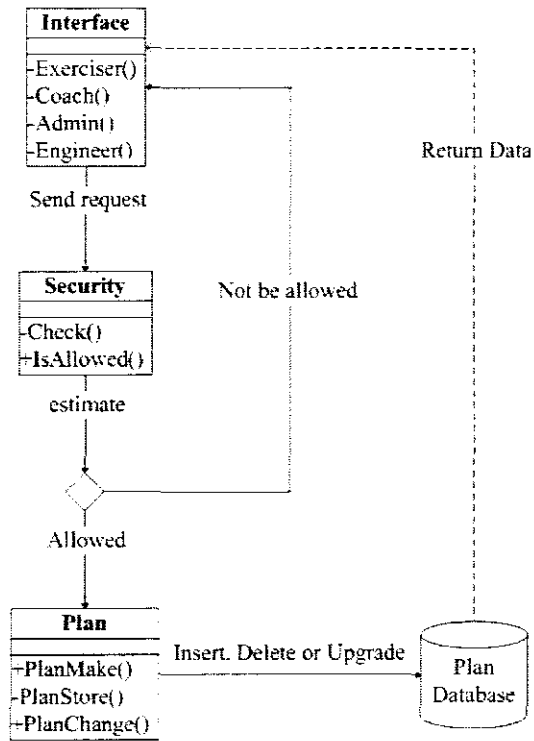 Interface
-Exerciser()
-Coach()
-Admin()
-Engineer()
Return Data
Send request
Security
Not be allowed
-Check()
+IsAllowed()
estimate
Allowed
Plan
Insert. Delete or Upgrade
+PlanMake()
-PlanStore()
+PlanChange()
Plan
Database